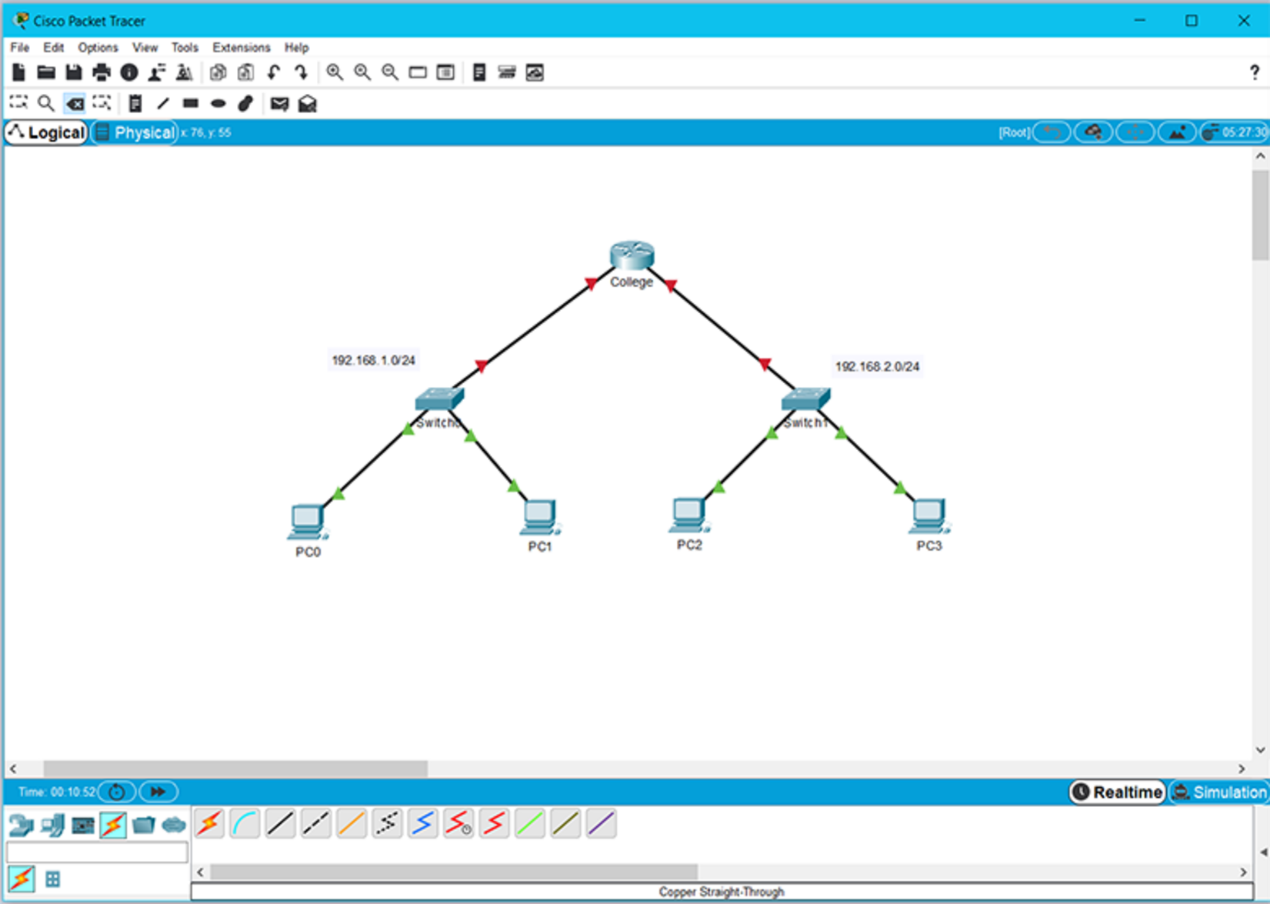 Cisco Packet Tracer
File Edit Options View Tools Extensions Help
?
Logical Physical x: 76, y: 55 [Root] 05:27:30
College
192.168.1.0/24
192.168.2.0/24
Switch0 Switch1
PC0 PC1 PC2 PC3
Time: 00:10:52 Realtime Simulation
Copper Straight-Through